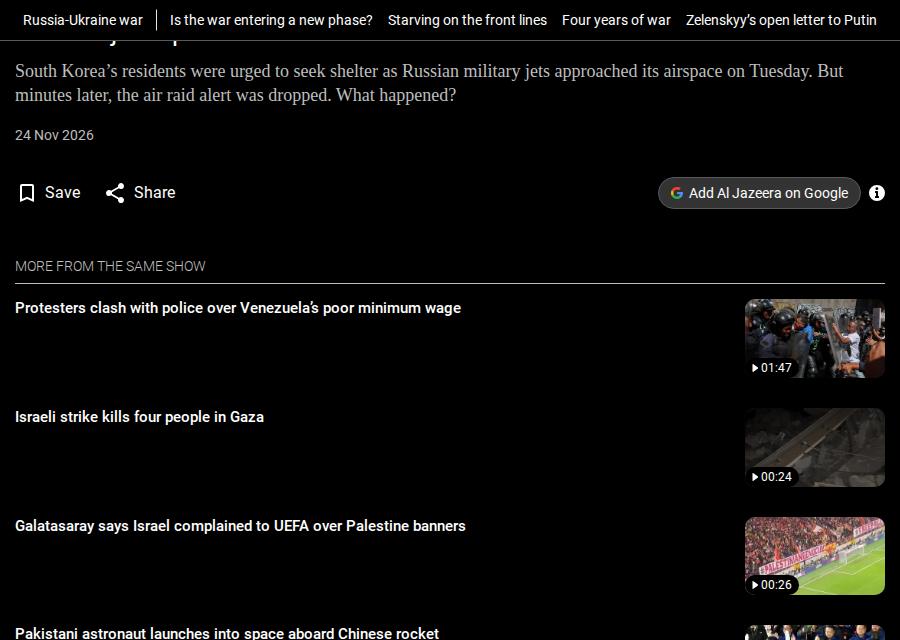 Russia-Ukraine war
Is the war entering a new phase?
Starving on the front lines
Four years of war
Zelenskyy’s open letter to Putin
South Korea’s residents were urged to seek shelter as Russian military jets approached its airspace on Tuesday. But
minutes later, the air raid alert was dropped. What happened?
24 Nov 2026
Save
Share
Add Al Jazeera on Google
MORE FROM THE SAME SHOW
Protesters clash with police over Venezuela’s poor minimum wage
01:47
Israeli strike kills four people in Gaza
00:24
Galatasaray says Israel complained to UEFA over Palestine banners
00:26
Pakistani astronaut launches into space aboard Chinese rocket